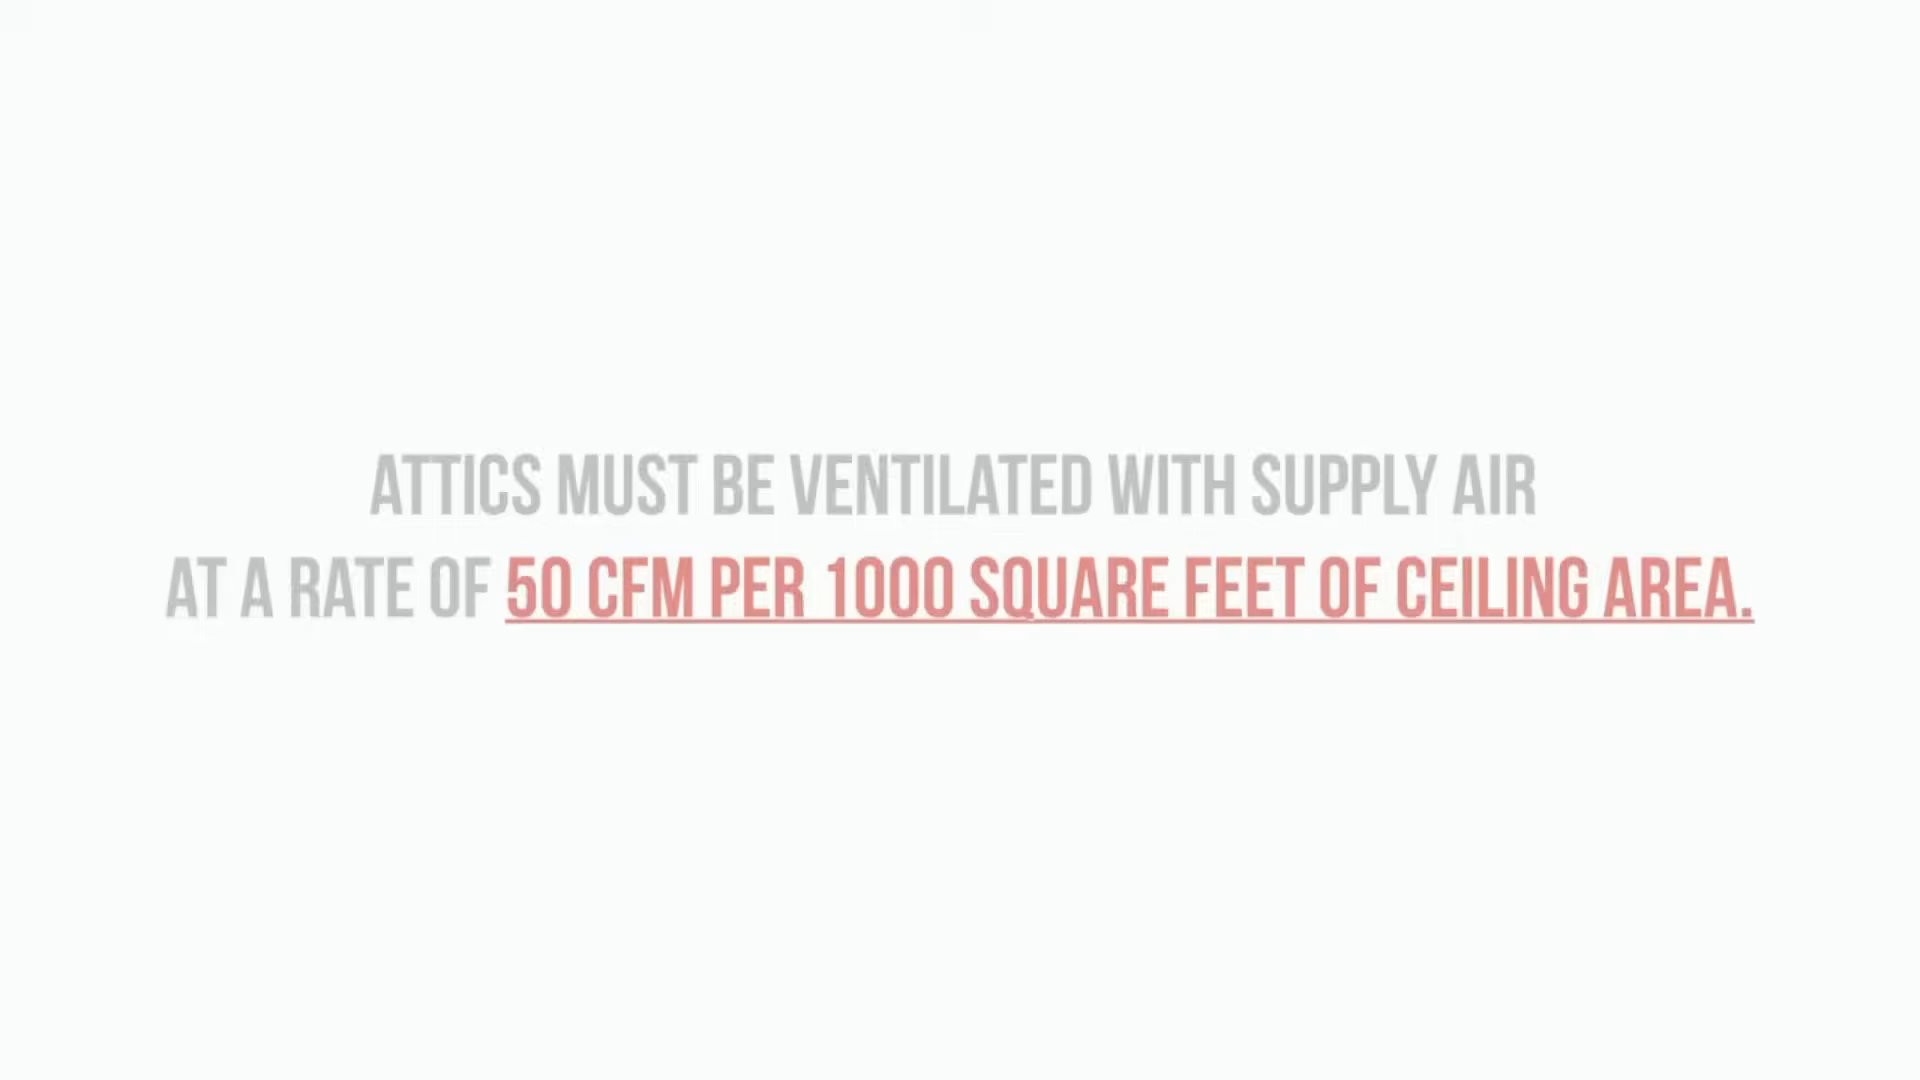 ATTICS MUST BE VENTILATED WITH SUPPLY AIR
AT A RATE OF 50 CFM PER 1000 SQUARE FEET OF CEILING AREA.